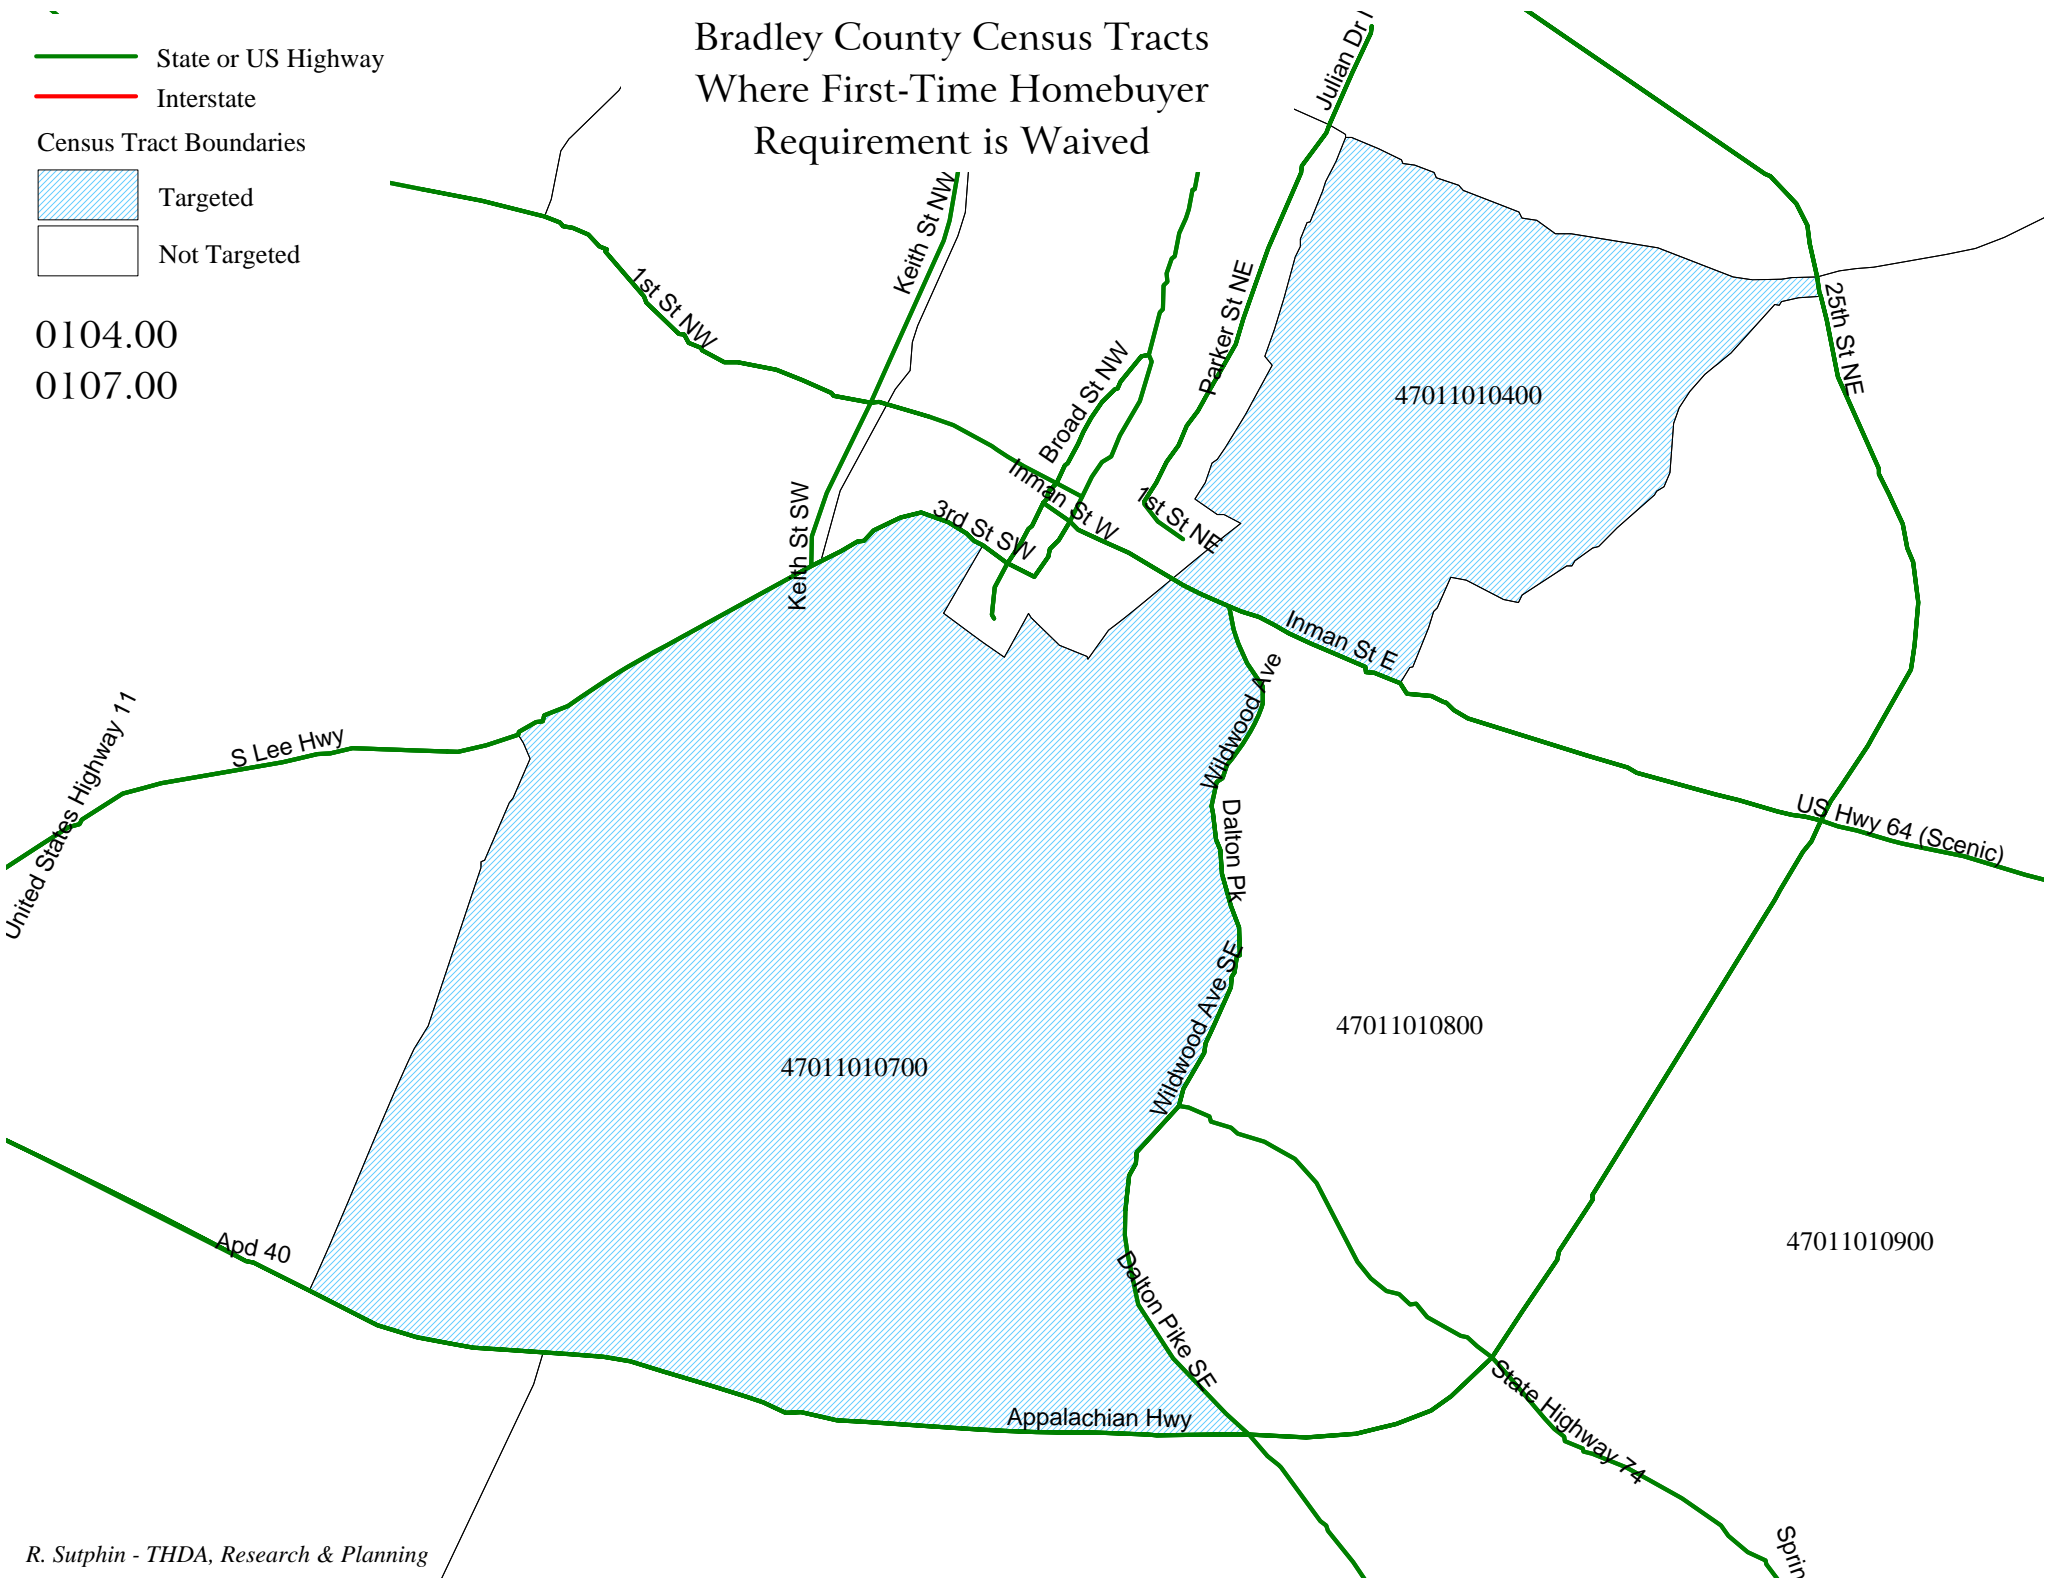 Bradley County Census Tracts
Where First-Time Homebuyer
Requirement is Waived
State or US Highway
Interstate
Census Tract Boundaries
Targeted
Not Targeted
0104.00
0107.00
Julian Dr
Keith St NW
1st St NW
Parker St NE
25th St NE
Broad St NW
47011010400
Inman St W
1st St NE
3rd St SW
Keith St SW
Inman St E
Wildwood Ave
United States Highway 11
S Lee Hwy
Dalton Pk
US Hwy 64 (Scenic)
Wildwood Ave SE
47011010800
47011010700
47011010900
Apd 40
Dalton Pike SE
Appalachian Hwy
State Highway 74
Sprin
R. Sutphin - THDA, Research & Planning